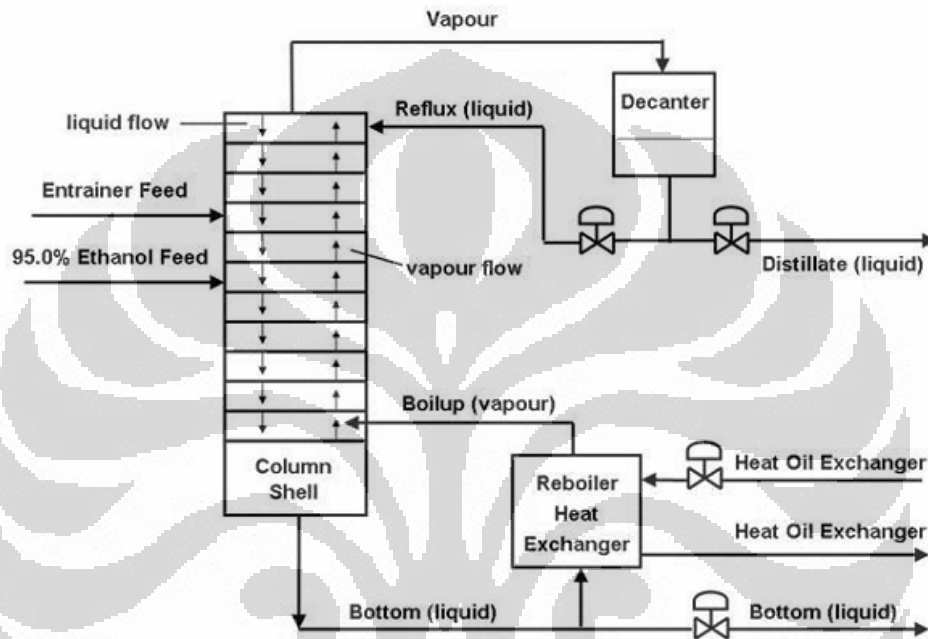 Vapour
Decanter
liquid flow
Reflux (liquid)
Entrainer Feed
95.0% Ethanol Feed
vapour flow
Distillate (liquid)
Boilup (vapour)
Column
Shell
Reboiler
Heat
Exchanger
Heat Oil Exchanger
Heat Oil Exchanger
Bottom (liquid)
Bottom (liquid)